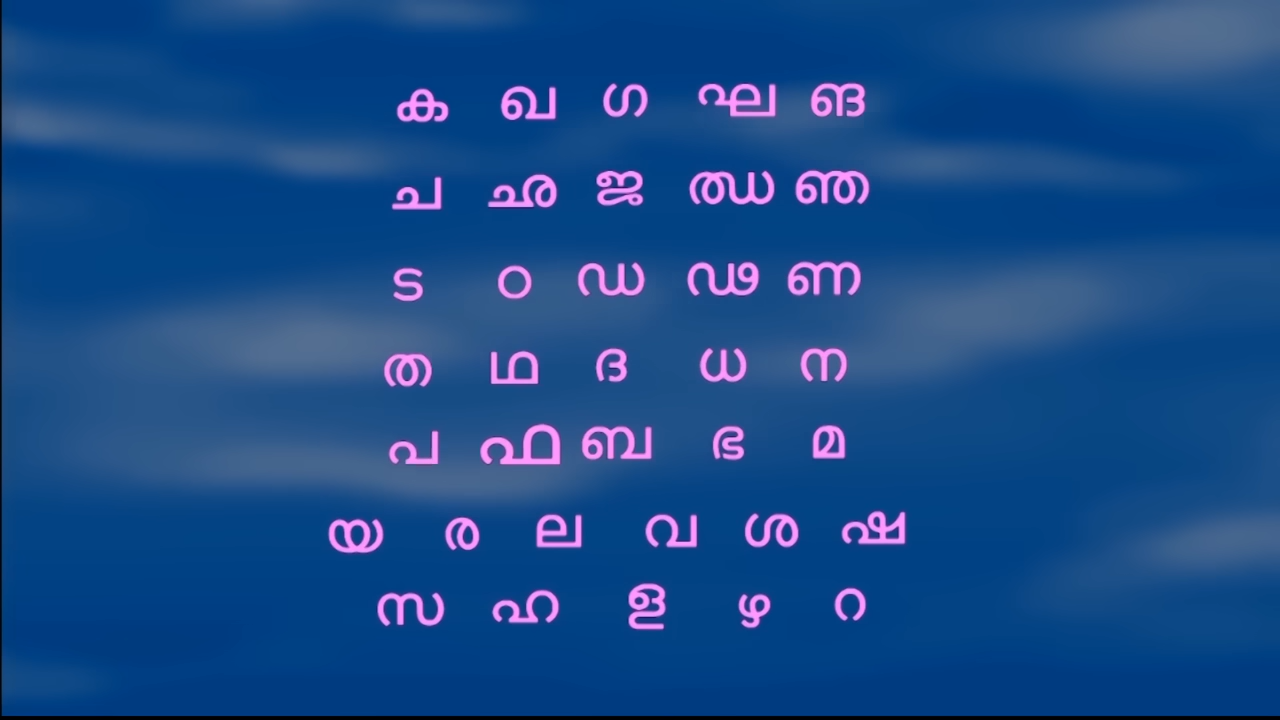 ക ഖ ഗ ഘ ങ
ച ഛ ജ ഝ ഞ
ട ഠ ഡ ഢ ണ
ത ഥ ദ ധ ന
പ ഫ ബ ഭ മ
യ ര ല വ ശ ഷ
സ ഹ ള ഴ റ